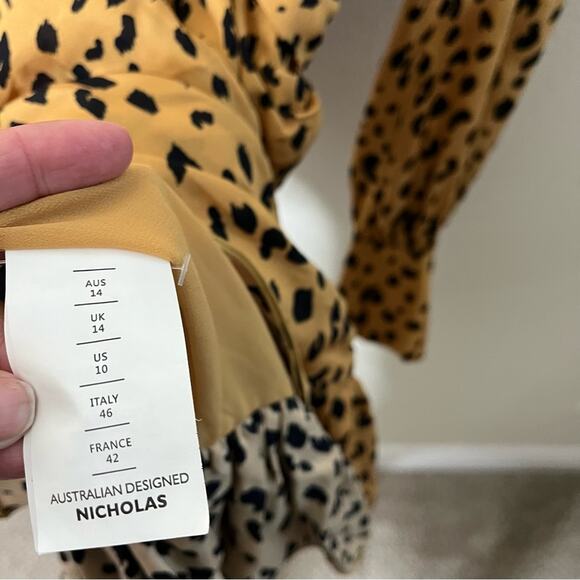 AUS
14
UK
14
US
10
ITALY
46
FRANCE
42
AUSTRALIAN DESIGNED
NICHOLAS